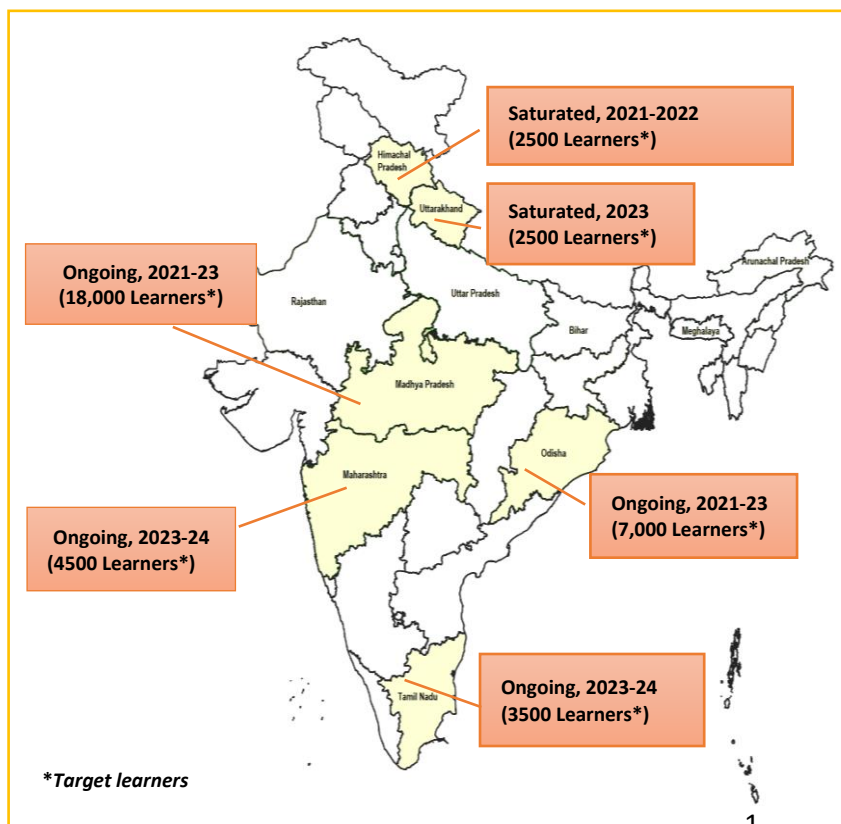 Saturated, 2021-2022
(2500 Learners*)
Himachal
Pradesh
Saturated, 2023
(2500 Learners*)
Uttarakhand
Ongoing, 2021-23
(18,000 Learners*)
Arunachal Pradesh
Rajasthan
Uttar Pradesh
Bihar
Meghalaya
Madhya Pradesh
Odisha
Maharashtra
Ongoing, 2021-23
(7,000 Learners*)
Ongoing, 2023-24
(4500 Learners*)
Ongoing, 2023-24
(3500 Learners*)
Tamil Nadu
*Target learners
1